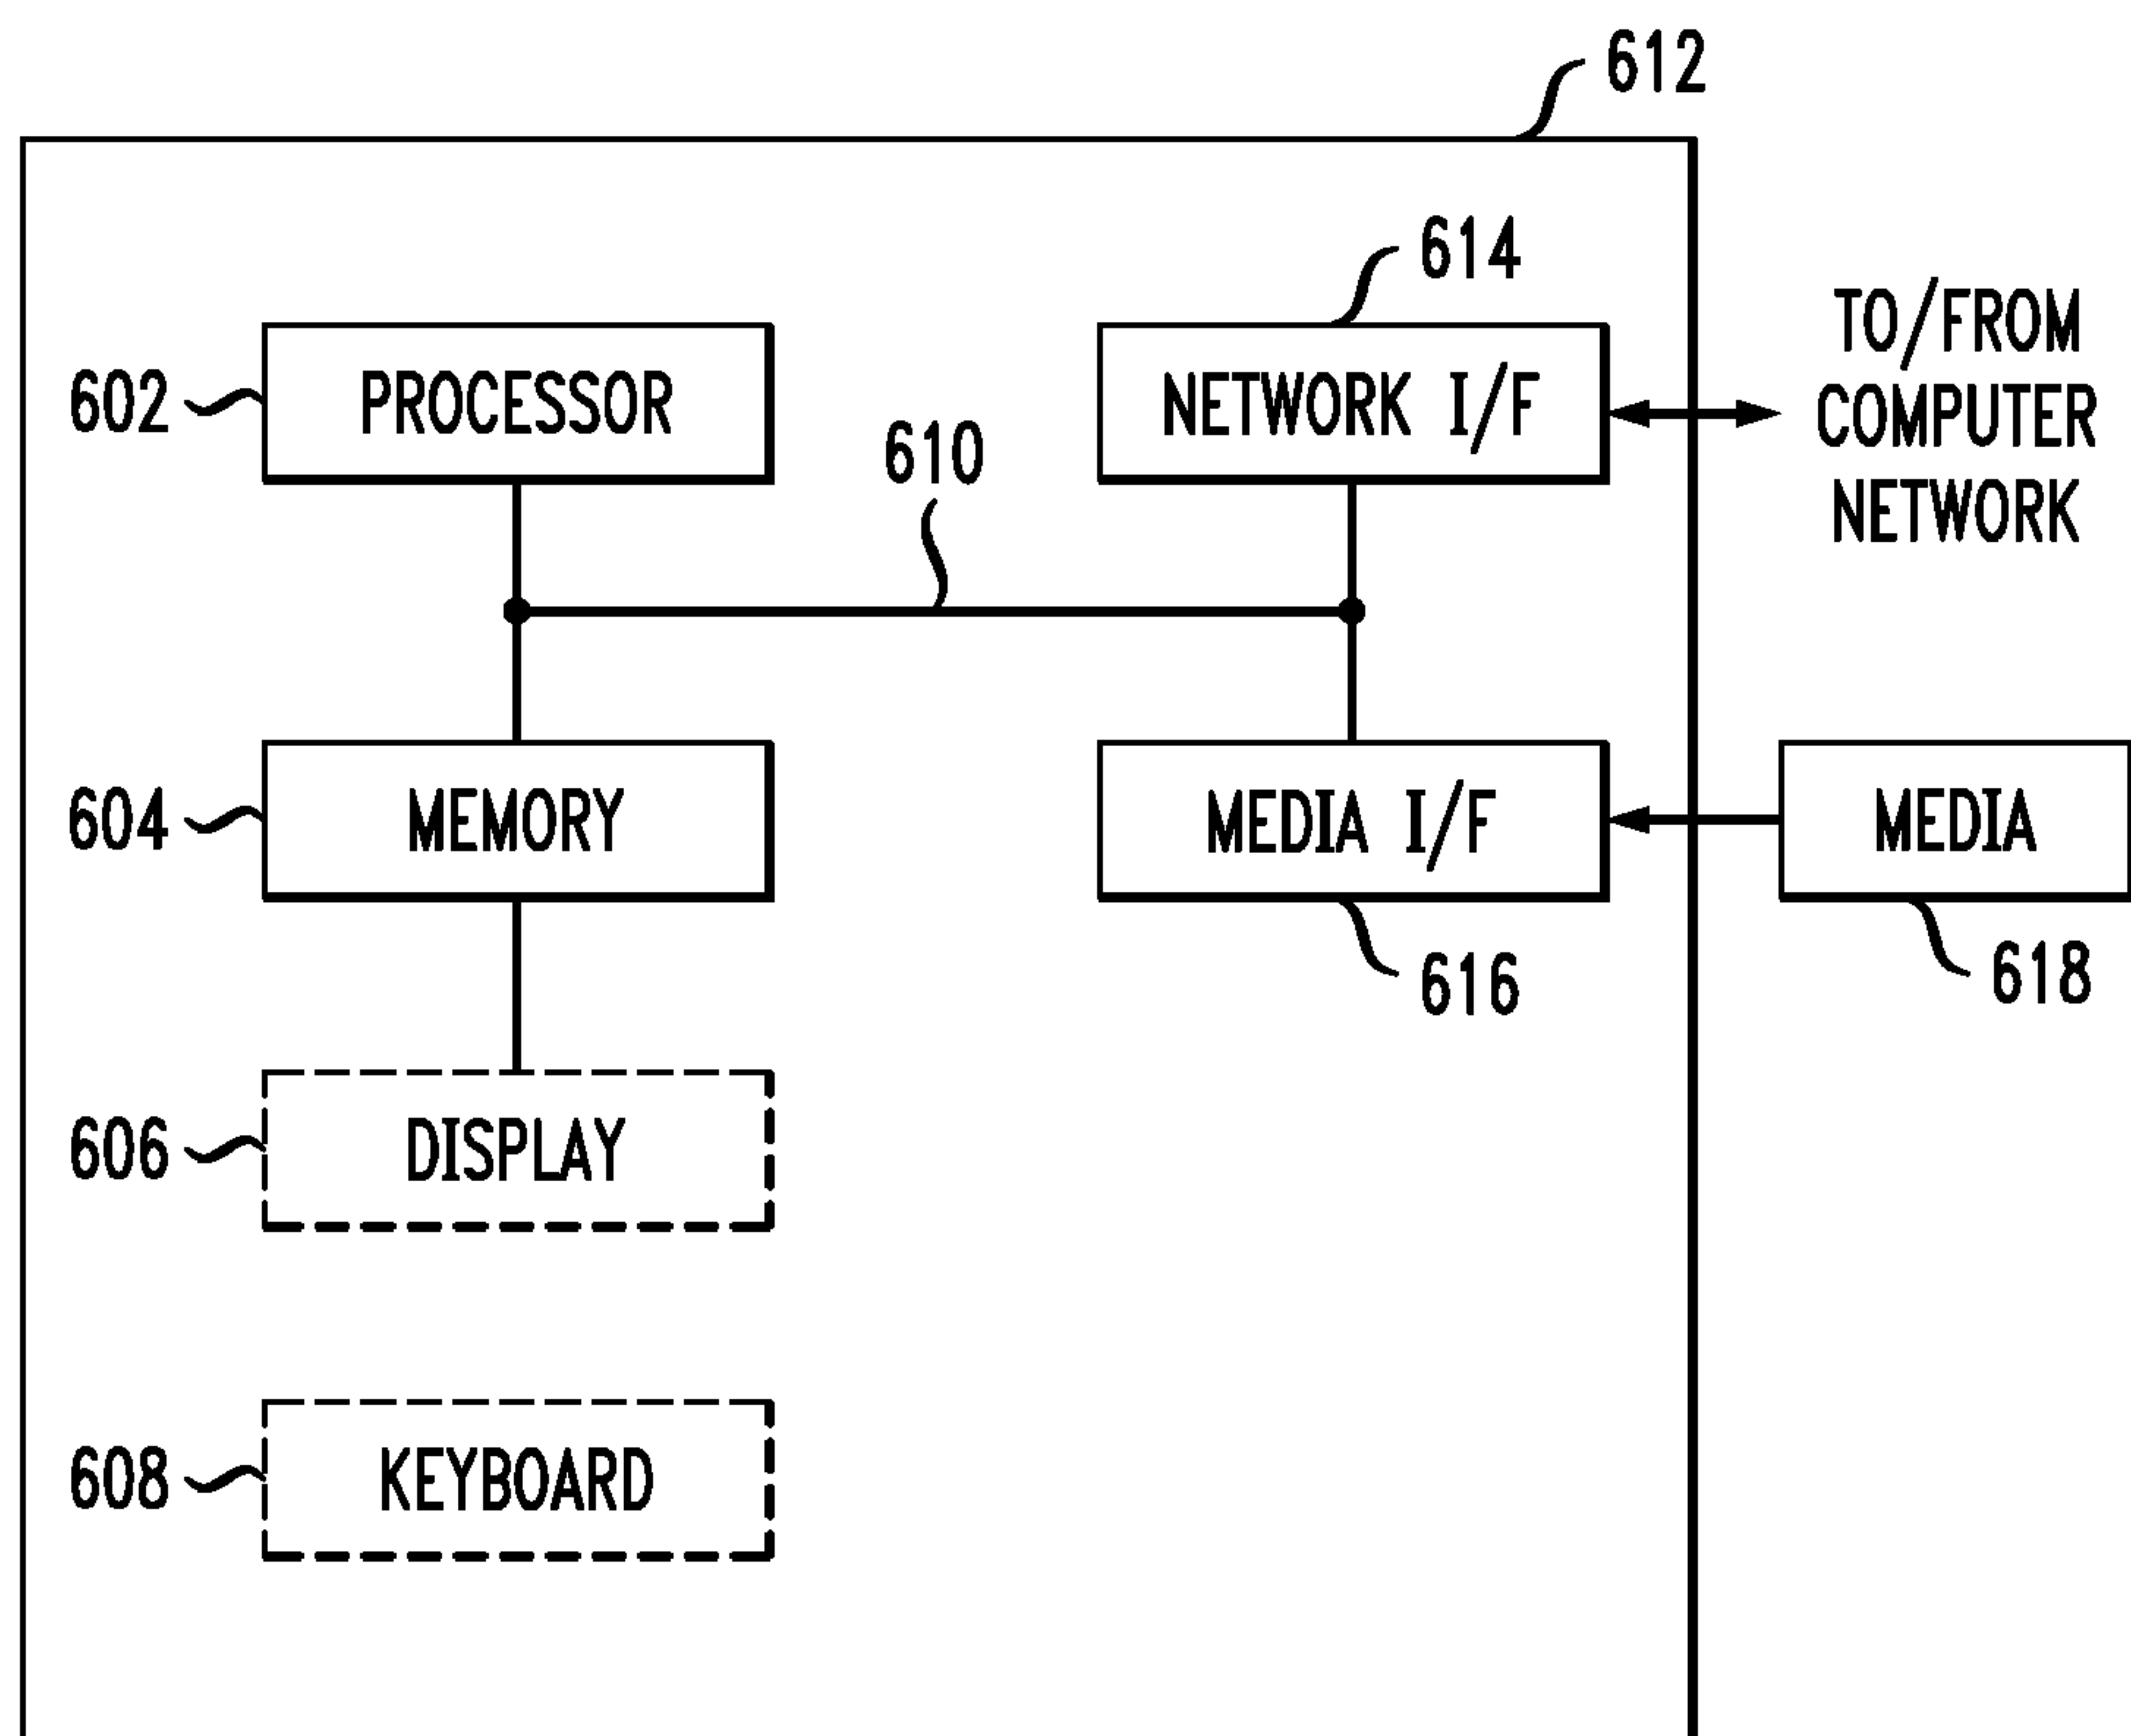 612
614
602
PROCESSOR
NETWORK I/F
TO/FROM
COMPUTER
NETWORK
610
604
MEMORY
MEDIA I/F
MEDIA
616
618
606
DISPLAY
608
KEYBOARD